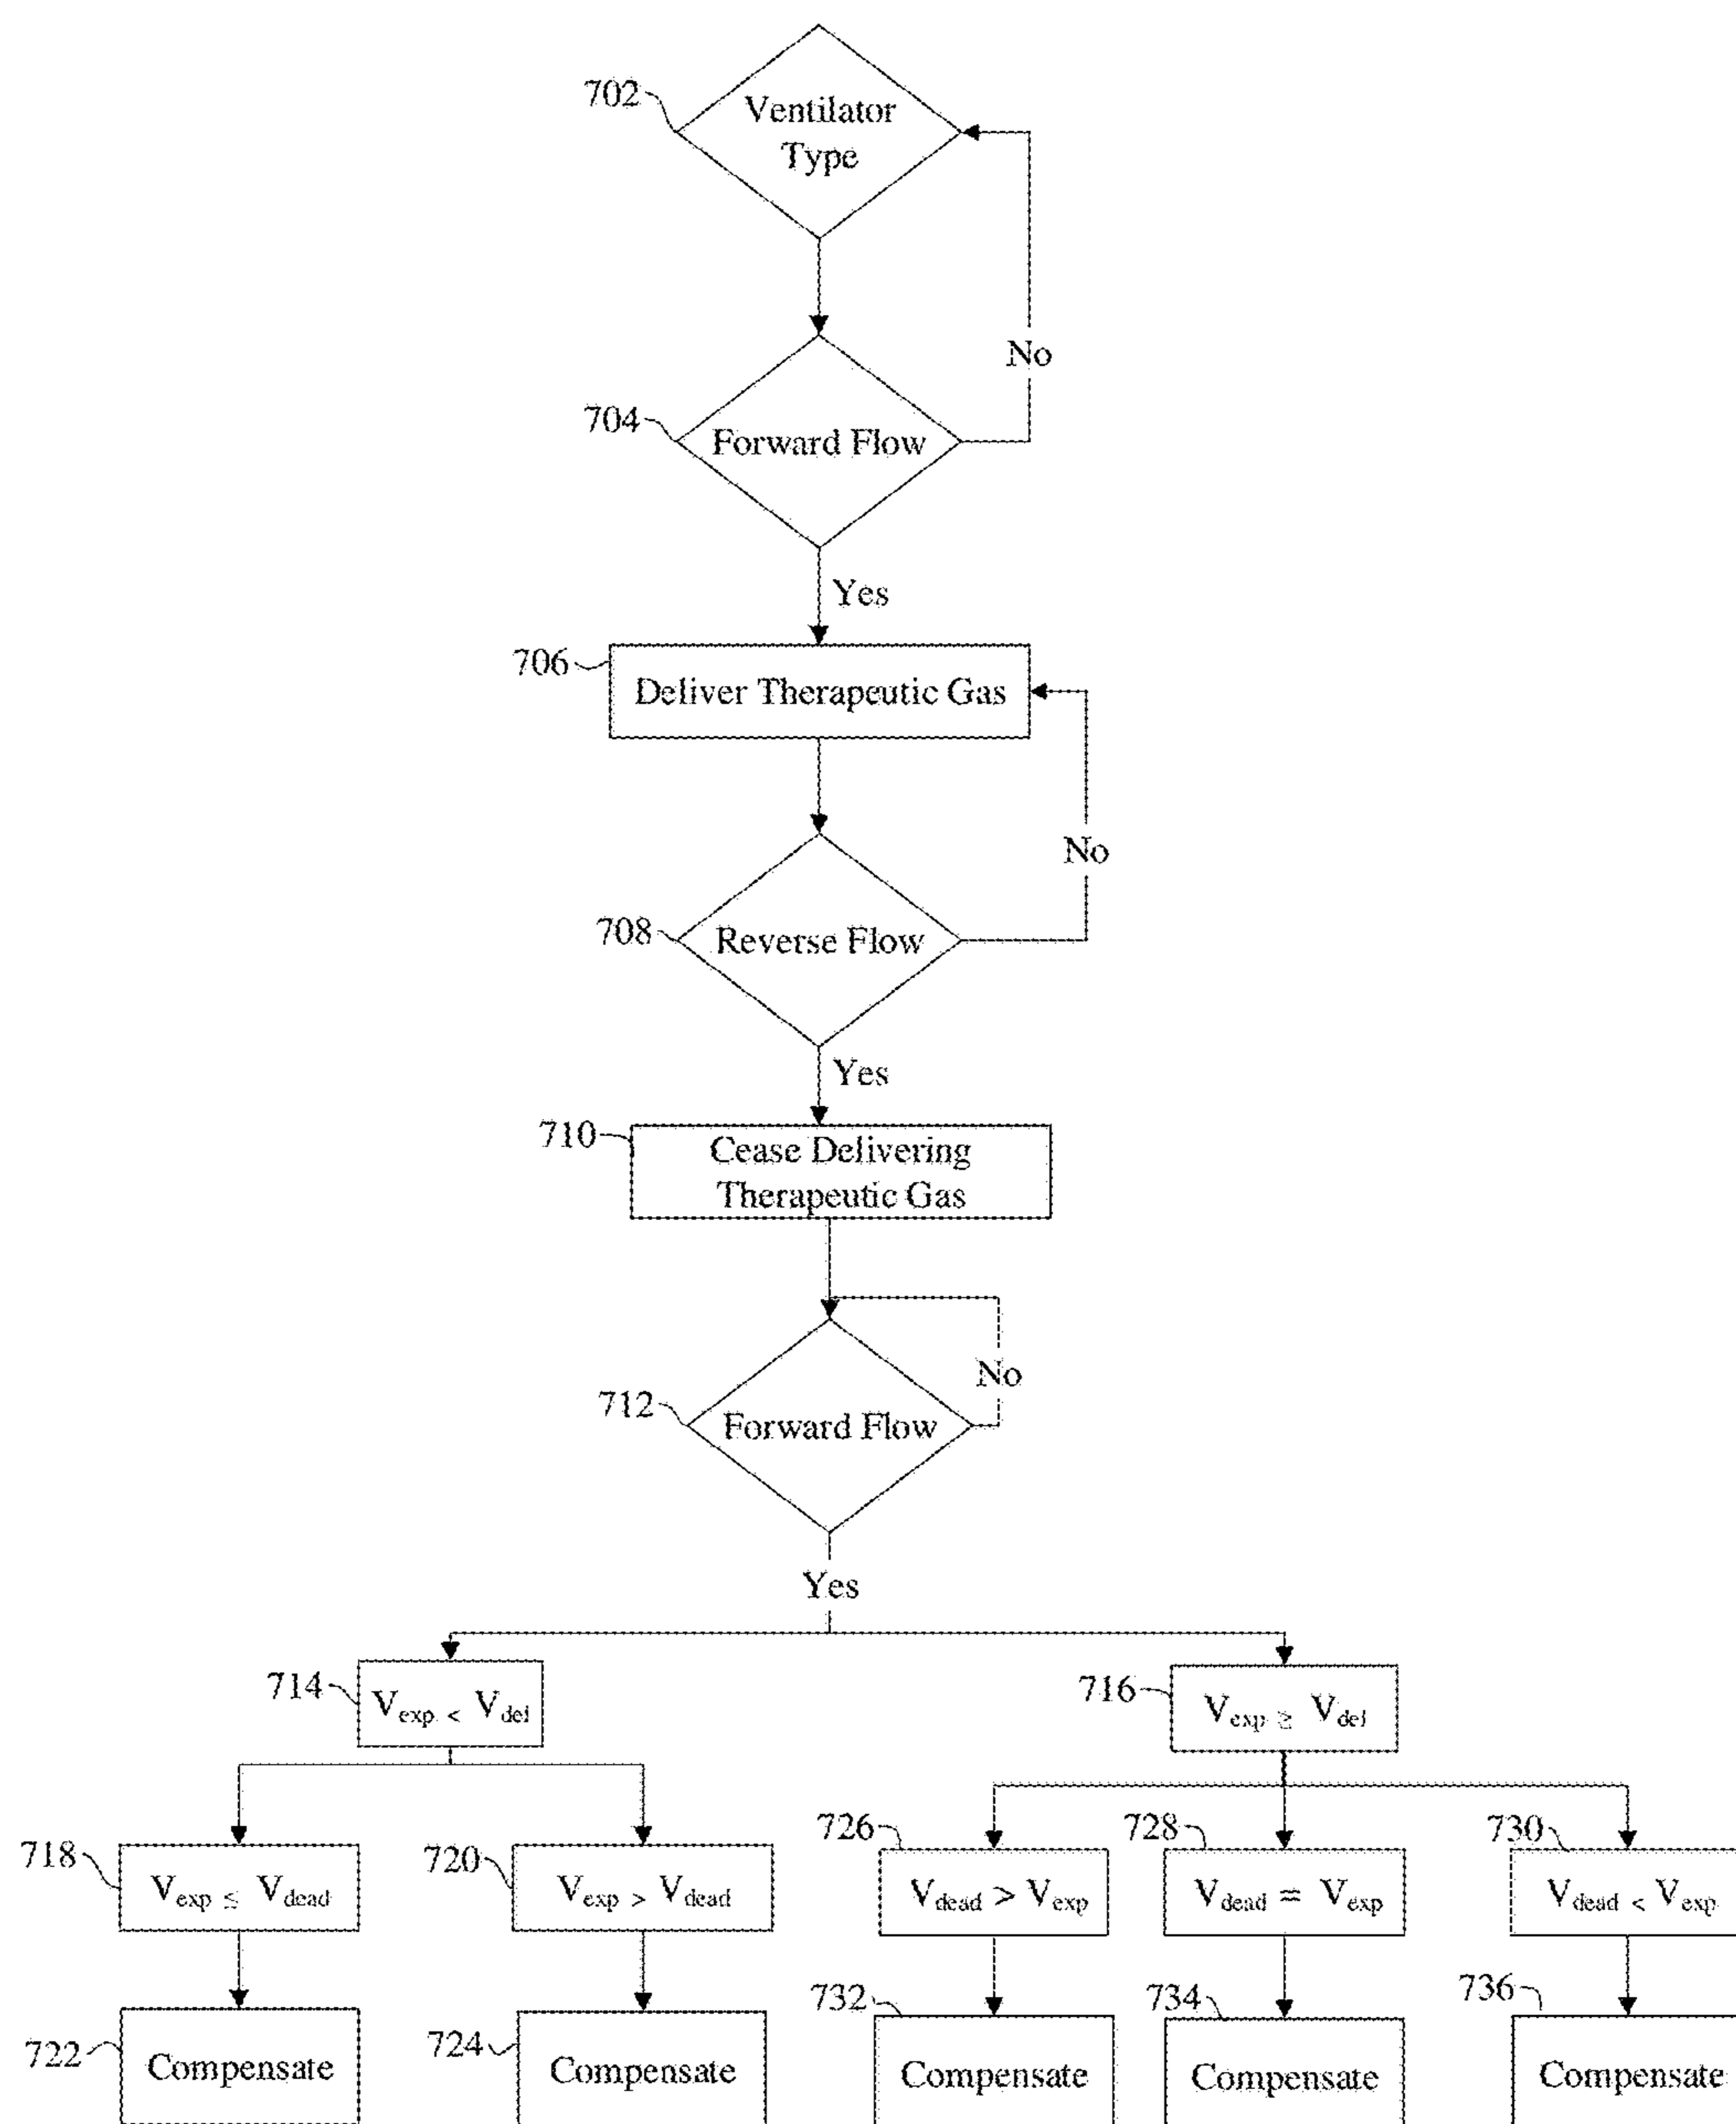 702
Ventilator
Type
No
704
Forward Flow
Yes
706
Deliver Therapeutic Gas
No
708
Reverse Flow
Yes
710
Cease Delivering
Therapeutic Gas
No
712
Forward Flow
Yes
714
Vexp < Vdel
716
Vexp ≥ Vdel
718
Vexp ≤ Vdead
720
Vexp > Vdead
726
Vdead > Vexp
728
Vdead = Vexp
730
Vdead < Vexp
722
Compensate
724
Compensate
732
Compensate
734
Compensate
736
Compensate